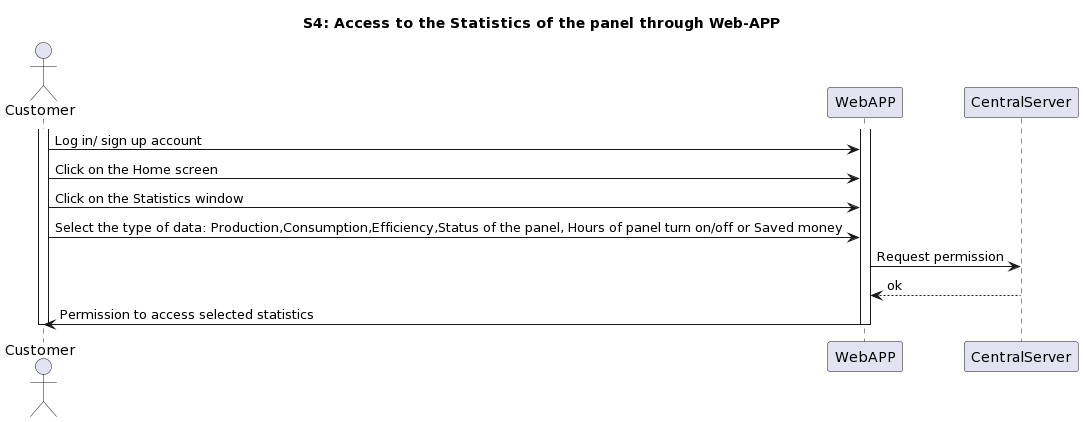 S4: Access to the Statistics of the panel through Web-APP
Customer
WebAPP
CentralServer
Log in/ sign up account
Click on the Home screen
Click on the Statistics window
Select the type of data: Production,Consumption,Efficiency,Status of the panel, Hours of panel turn on/off or Saved money
Request permission
ok
Permission to access selected statistics
Customer
WebAPP
CentralServer